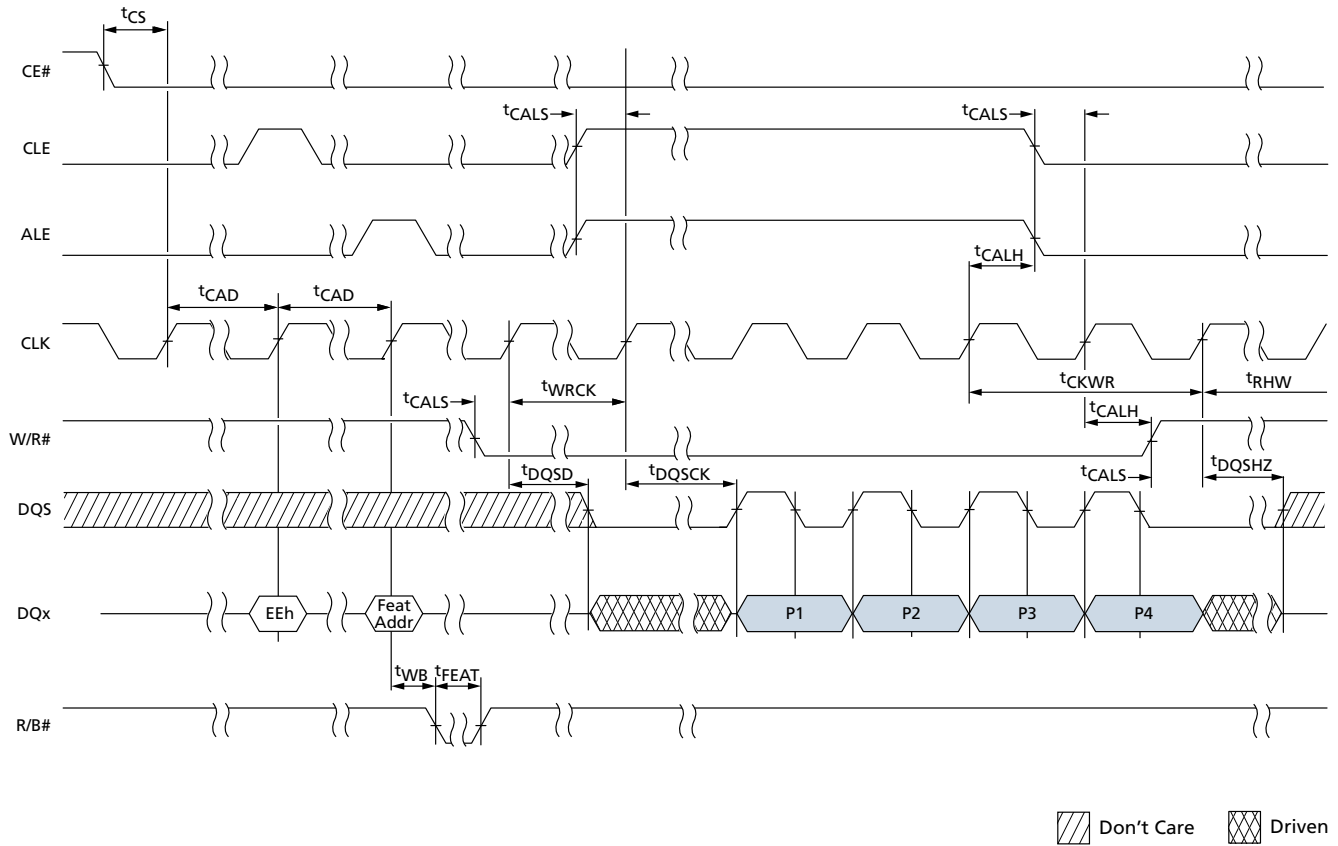 tCS
CE#
tCALS
tCALS
CLE
ALE
tCALH
tCAD
tCAD
CLK
tWRCK
tCKWR
tRHW
tCALS
tCALH
W/R#
tDQSD
tDQSCK
tCALS
tDQSHZ
DQS
DQx
EEh
Feat
Addr
P1
P2
P3
P4
tWB
tFEAT
R/B#
Don't Care
Driven